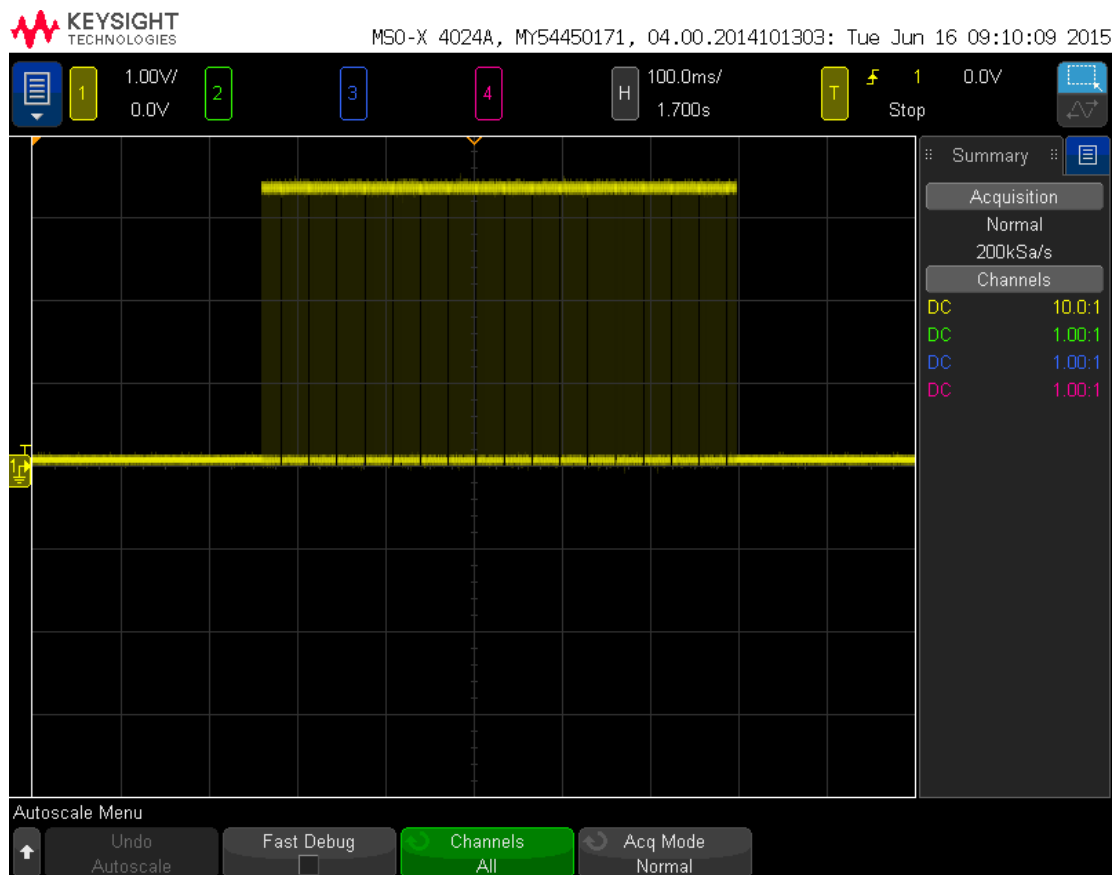 KEYSIGHT
TECHNOLOGIES
MSO-X 4024A, MY54450171, 04.00.2014101303: Tue Jun 16 09:10:09 2015
1 1.00V/ 2 3 4 H 100.0ms/ T 1 0.0V
0.0V 1.700s Stop
Summary
Acquisition
Normal
200kSa/s
Channels
DC 10.0:1
DC 1.00:1
DC 1.00:1
DC 1.00:1
T
1
Autoscale Menu
Undo Autoscale
Fast Debug
Channels
All
Acq Mode
Normal